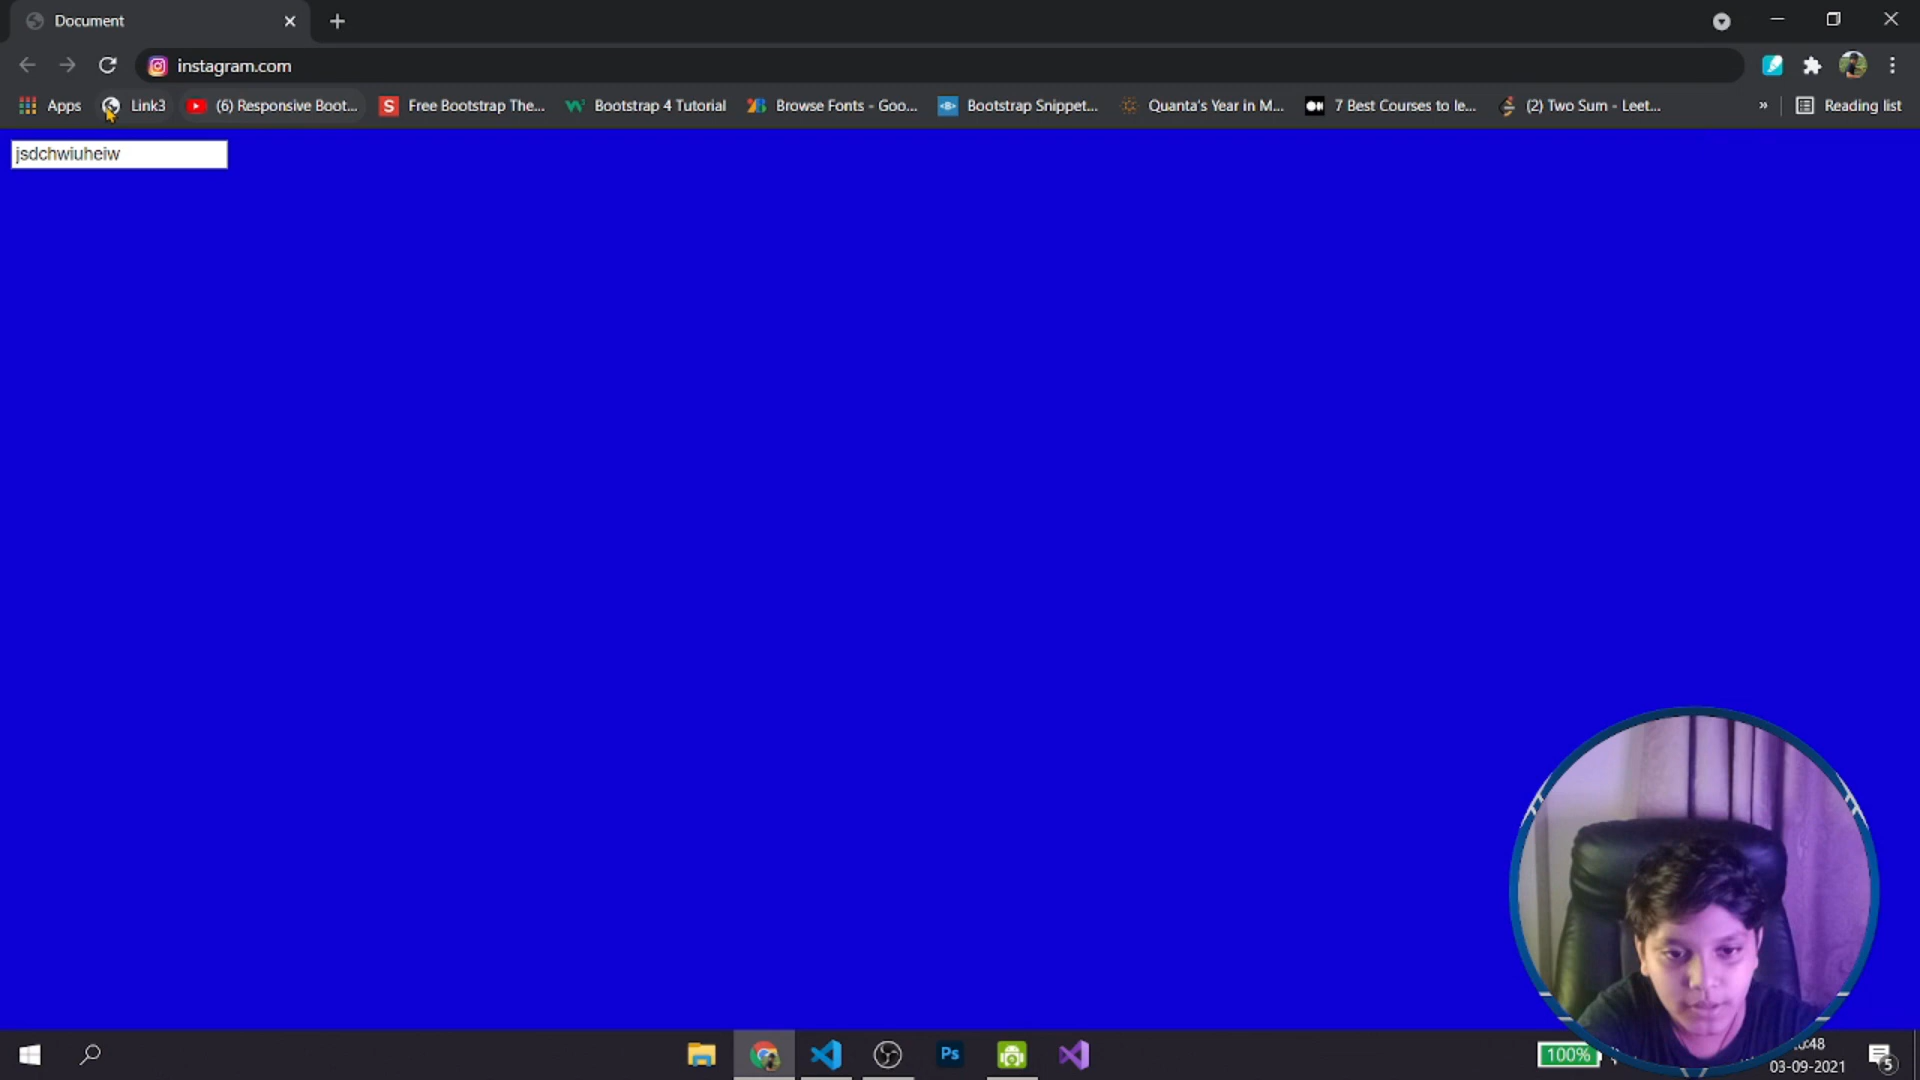 Document
instagram.com
Apps Link3 (6) Responsive Boot... Free Bootstrap The... Bootstrap 4 Tutorial Browse Fonts - Goo... Bootstrap Snippet... Quanta's Year in M... 7 Best Courses to le... (2) Two Sum - Leet... » Reading list
jsdchwiuheiw
Ps
100%
:48
03-09-2021
5